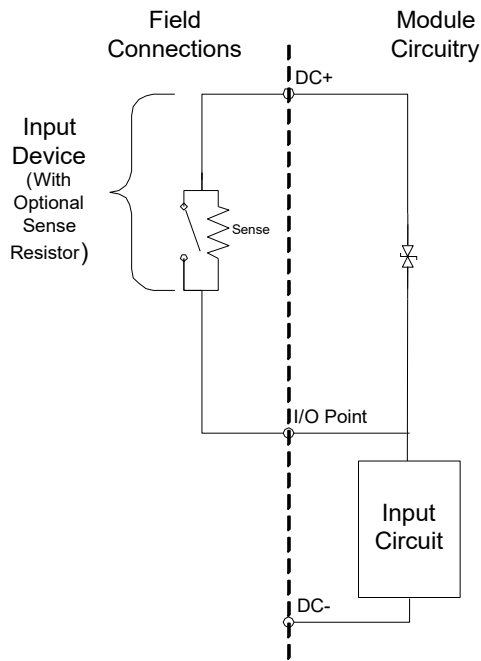 Field
Connections
Module
Circuitry
DC+
Input
Device
(With
Optional
Sense
Resistor)
Sense
I/O Point
Input
Circuit
DC-